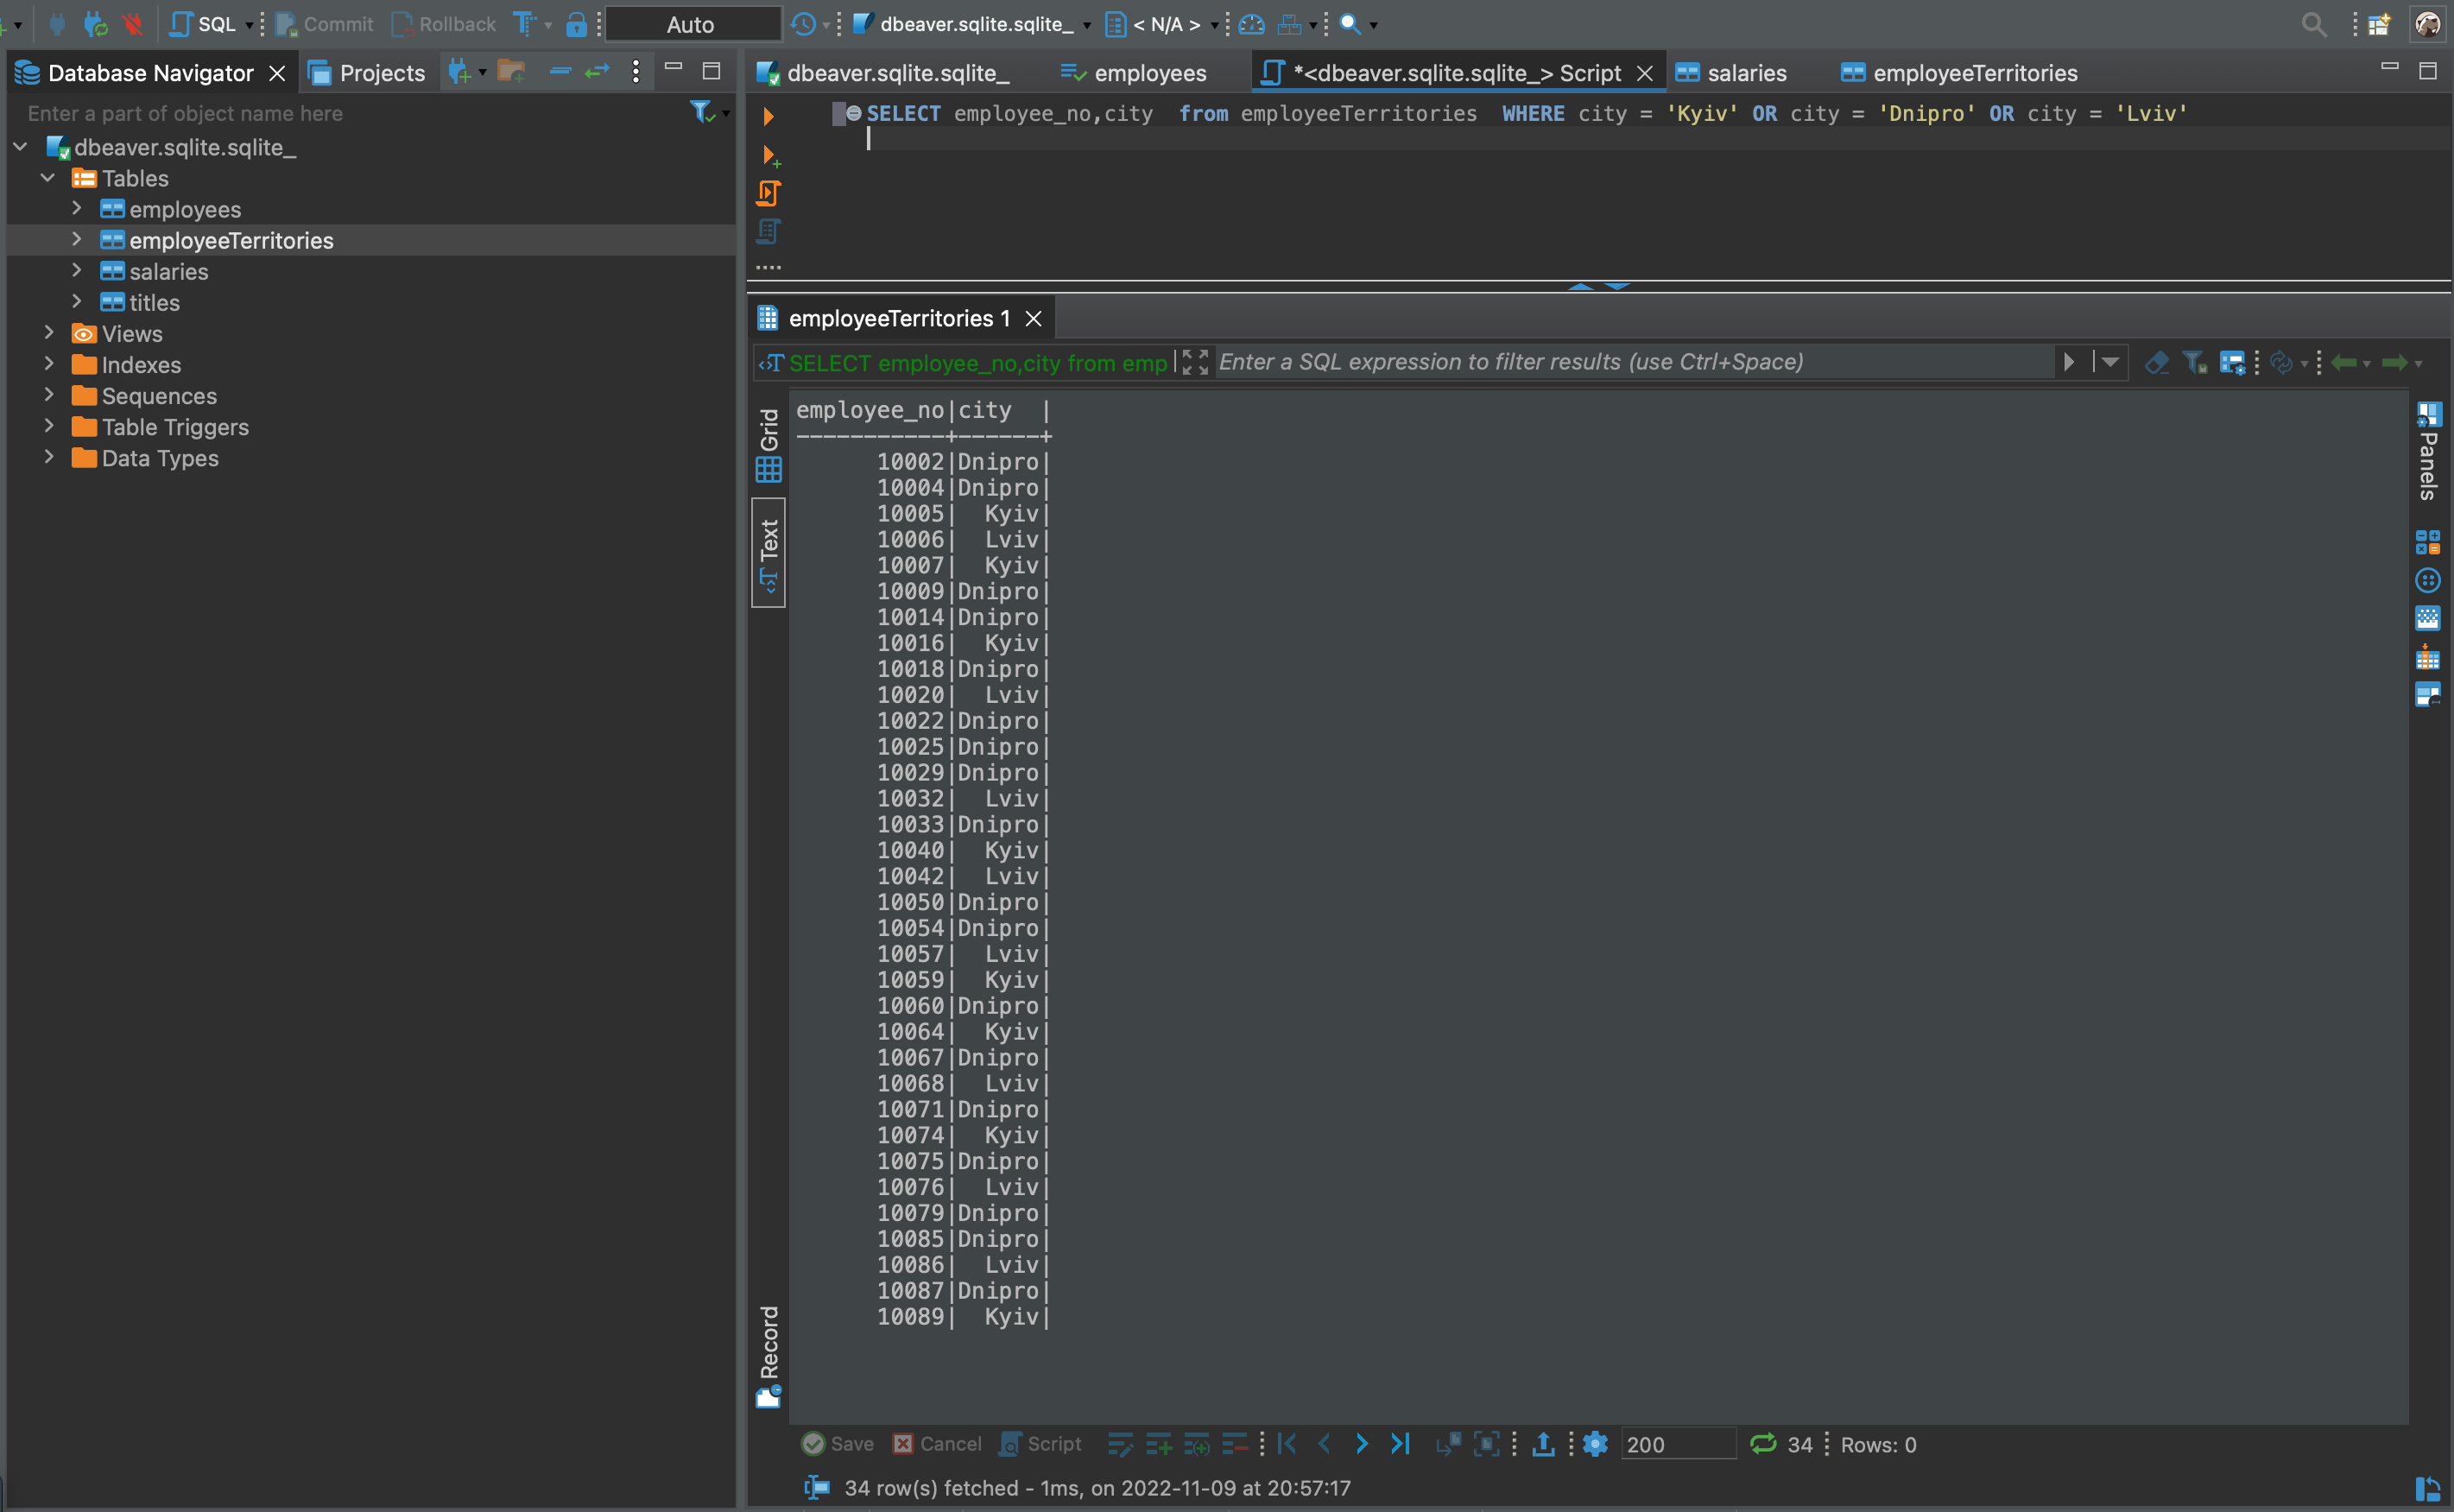 SQL Commit Rollback Auto dbeaver.sqlite.sqlite_ < N/A >
Database Navigator Projects
Enter a part of object name here
dbeaver.sqlite.sqlite_
Tables
employees
employeeTerritories
salaries
titles
Views
Indexes
Sequences
Table Triggers
Data Types
dbeaver.sqlite.sqlite_ employees *<dbeaver.sqlite.sqlite_> Script salaries employeeTerritories
SELECT employee_no,city from employeeTerritories WHERE city = 'Kyiv' OR city = 'Dnipro' OR city = 'Lviv'
employeeTerritories 1
SELECT employee_no,city from emp Enter a SQL expression to filter results (use Ctrl+Space)
Grid
Text
Record
employee_no|city |
-----------+------+
10002|Dnipro|
10004|Dnipro|
10005| Kyiv|
10006| Lviv|
10007| Kyiv|
10009|Dnipro|
10014|Dnipro|
10016| Kyiv|
10018|Dnipro|
10020| Lviv|
10022|Dnipro|
10025|Dnipro|
10029|Dnipro|
10032| Lviv|
10033|Dnipro|
10040| Kyiv|
10042| Lviv|
10050|Dnipro|
10054|Dnipro|
10057| Lviv|
10059| Kyiv|
10060|Dnipro|
10064| Kyiv|
10067|Dnipro|
10068| Lviv|
10071|Dnipro|
10074| Kyiv|
10075|Dnipro|
10076| Lviv|
10079|Dnipro|
10085|Dnipro|
10086| Lviv|
10087|Dnipro|
10089| Kyiv|
Panels
Save Cancel Script 200 34 Rows: 0
34 row(s) fetched - 1ms, on 2022-11-09 at 20:57:17